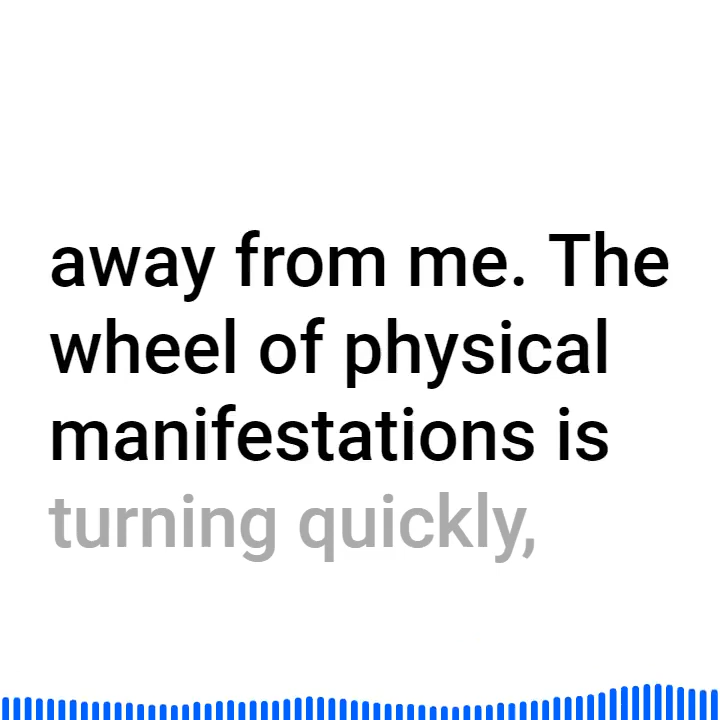 away from me. The
wheel of physical
manifestations is
turning quickly,